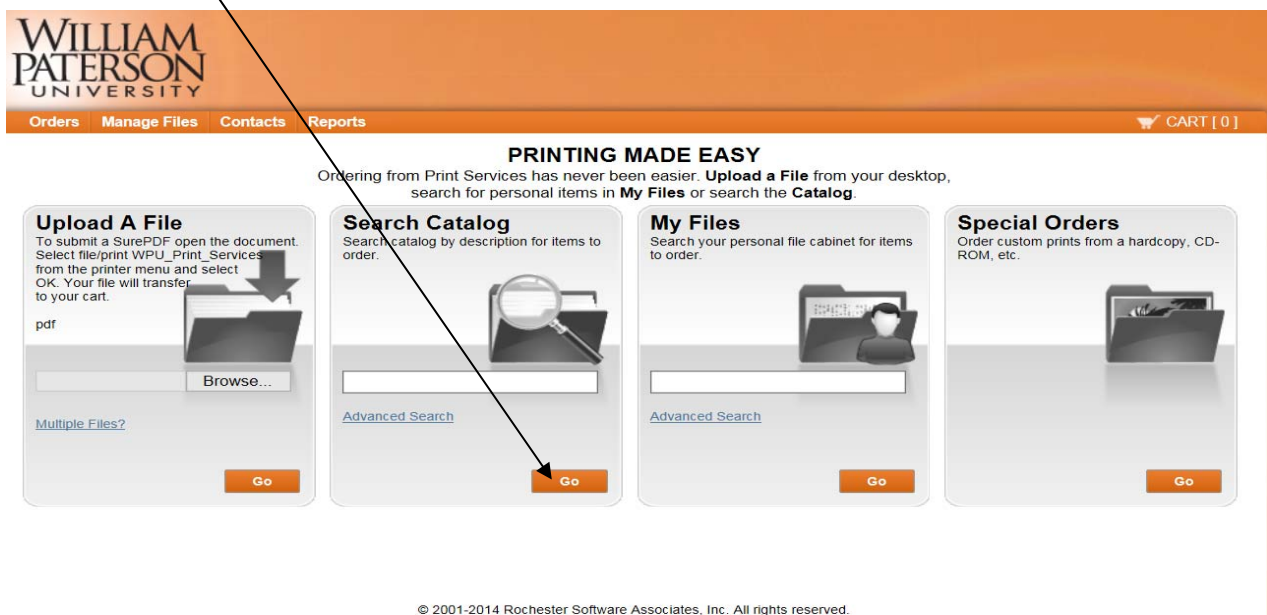 WILLIAM
PATERSON
UNIVERSITY
Orders Manage Files Contacts Reports CART [ 0 ]
PRINTING MADE EASY
Ordering from Print Services has never been easier. Upload a File from your desktop,
search for personal items in My Files or search the Catalog.
Upload A File
To submit a SurePDF open the document.
Select file/print WPU_Print_Services
from the printer menu and select
OK. Your file will transfer
to your cart.
pdf
Browse...
Multiple Files?
Go
Search Catalog
Search catalog by description for items to
order.
Advanced Search
Go
My Files
Search your personal file cabinet for items
to order.
Advanced Search
Go
Special Orders
Order custom prints from a hardcopy, CD-
ROM, etc.
Go
© 2001-2014 Rochester Software Associates, Inc. All rights reserved.